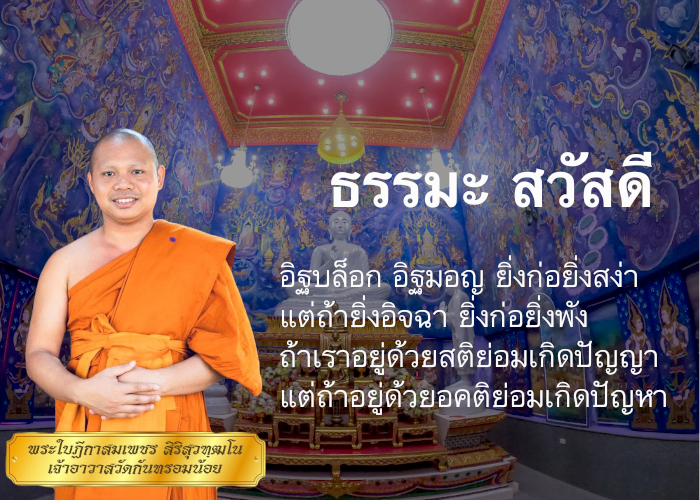 ธรรมะ สวัสดี
อิฐบล็อก อิฐมอญ ยิ่งก่อยิ่งสง่า
แต่ถ้ายิ่งอิจฉา ยิ่งก่อยิ่งพัง
ถ้าเราอยู่ด้วยสติย่อมเกิดปัญญา
แต่ถ้าอยู่ด้วยอคติย่อมเกิดปัญหา
พระใบฎีกาสมเพชร สิริสุวฑฺฒโน
เจ้าอาวาสวัดกันทรอมน้อย